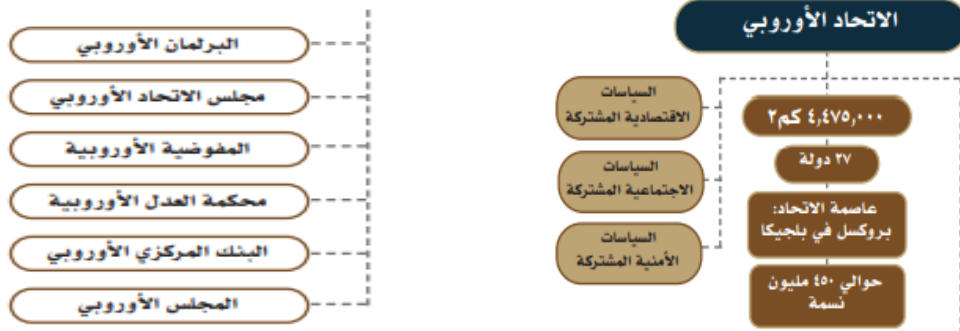 الاتحاد الأوروبي
٤,٤٧٥,٠٠٠ كم٢
٢٧ دولة
عاصمة الاتحاد:
بروكسل في بلجيكا
حوالي ٤٥٠ مليون
نسمة
السياسات
الاقتصادية المشتركة
السياسات
الاجتماعية المشتركة
السياسات
الأمنية المشتركة
البرلمان الأوروبي
مجلس الاتحاد الأوروبي
المفوضية الأوروبية
محكمة العدل الأوروبية
البنك المركزي الأوروبي
المجلس الأوروبي